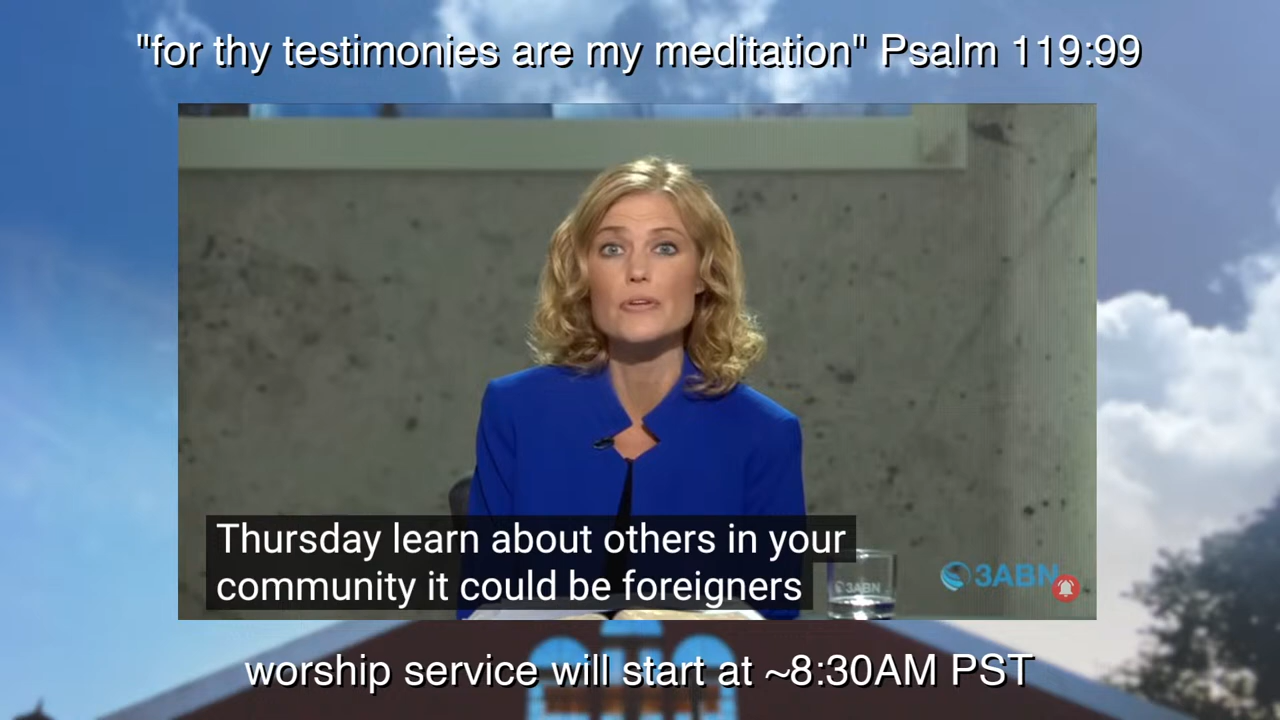 "for thy testimonies are my meditation" Psalm 119:99
Thursday learn about others in your
community it could be foreigners
3ABN
3ABN
worship service will start at ~8:30AM PST